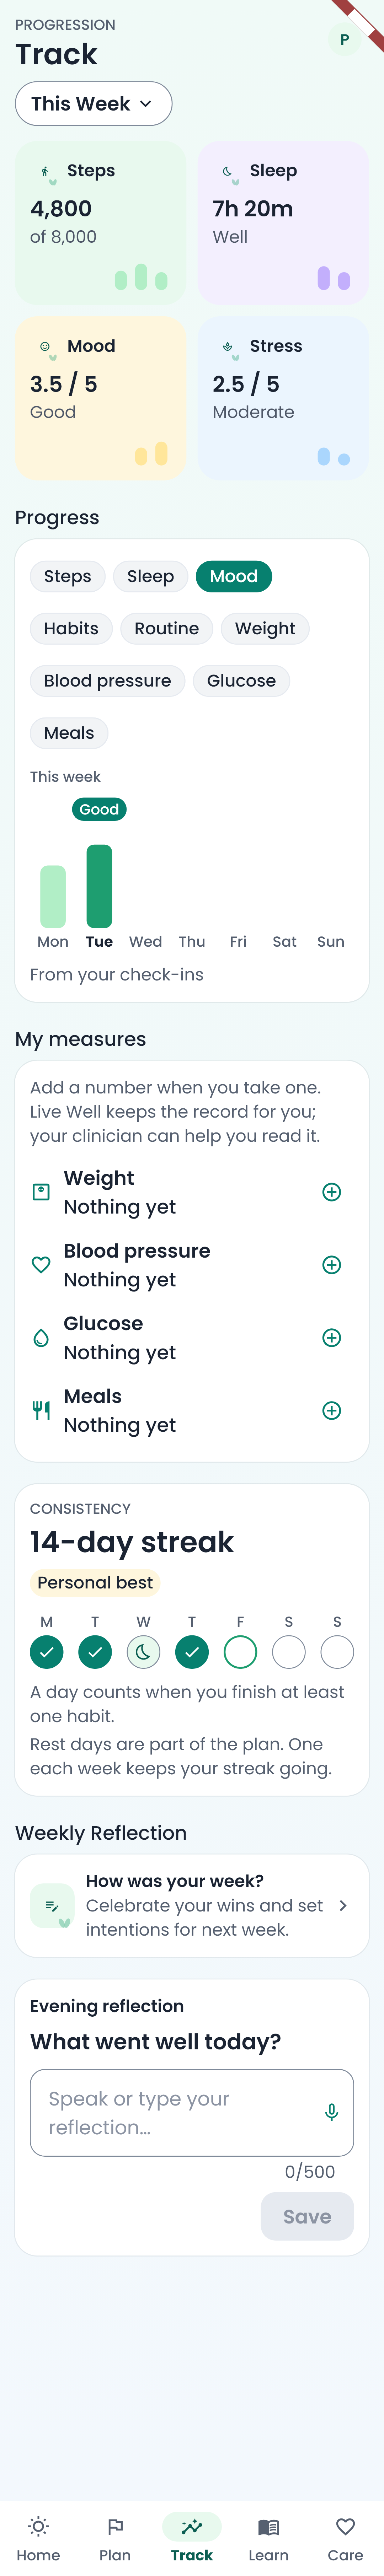 PROGRESSION
Track
P
This Week
Steps
4,800
of 8,000
Sleep
7h 20m
Well
Mood
3.5 / 5
Good
Stress
2.5 / 5
Moderate
Progress
Steps
Sleep
Mood
Habits
Routine
Weight
Blood pressure
Glucose
Meals
This week
Good
Mon Tue Wed Thu Fri Sat Sun
From your check-ins
My measures
Add a number when you take one.
Live Well keeps the record for you;
your clinician can help you read it.
Weight
Nothing yet
Blood pressure
Nothing yet
Glucose
Nothing yet
Meals
Nothing yet
CONSISTENCY
14-day streak
Personal best
M T W T F S S
A day counts when you finish at least
one habit.
Rest days are part of the plan. One
each week keeps your streak going.
Weekly Reflection
How was your week?
Celebrate your wins and set
intentions for next week.
Evening reflection
What went well today?
Speak or type your
reflection...
0/500
Save
Home Plan Track Learn Care